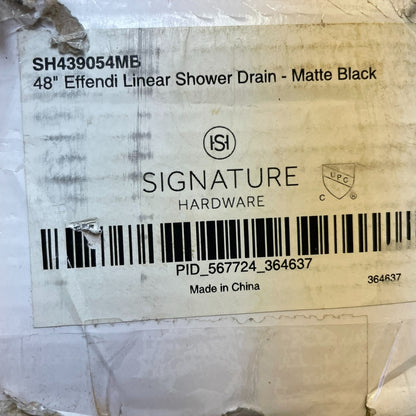 SH439054MB
48" Effendi Linear Shower Drain - Matte Black
SH
SIGNATURE
HARDWARE
UPC
C ®
PID_567724_364637
Made in China
364637